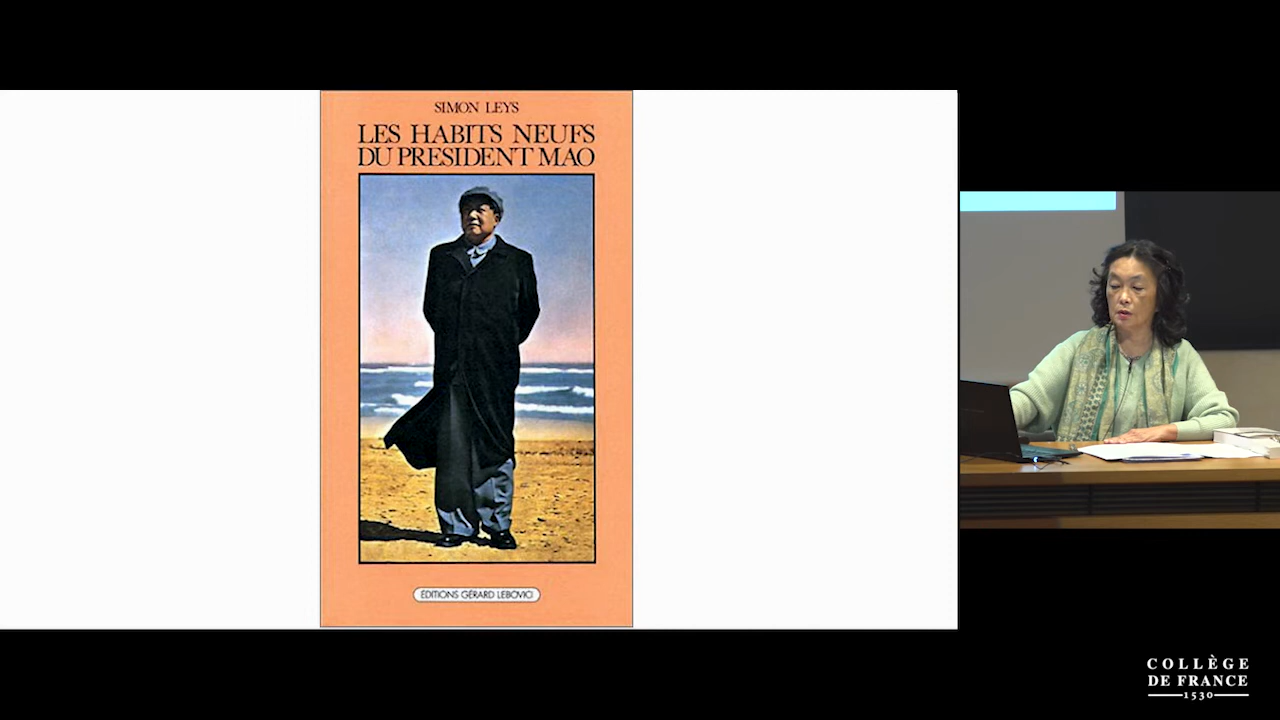 SIMON LEYS
LES HABITS NEUFS
DU PRESIDENT MAO
ÉDITIONS GÉRARD LEBOVICI
COLLÈGE
DE FRANCE
1530